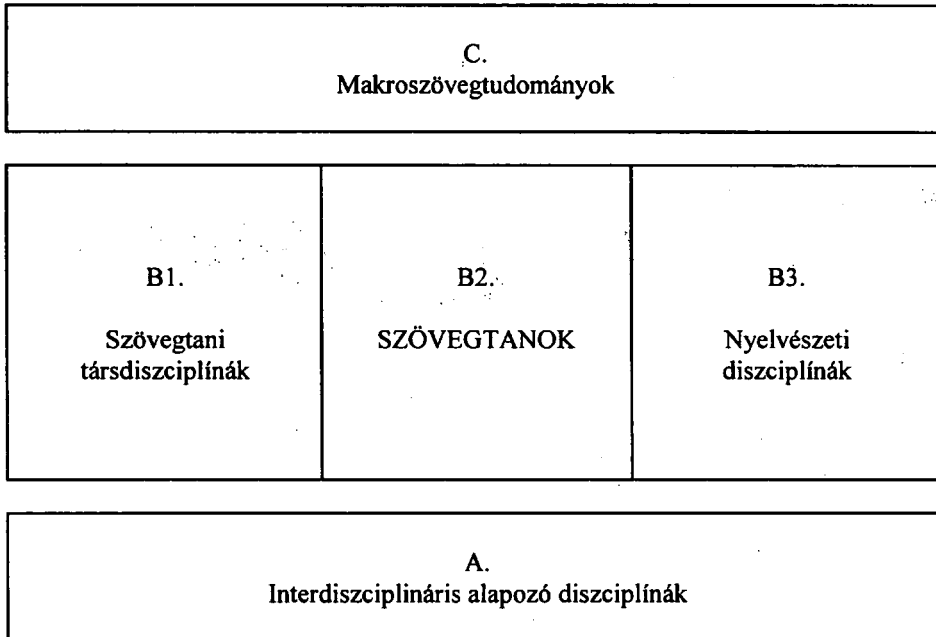 C.
Makroszövegtudományok
B1.
Szövegtani
társdiszciplínák
B2.
SZÖVEGTANOK
B3.
Nyelvészeti
diszciplínák
A.
Interdiszciplináris alapozó diszciplínák